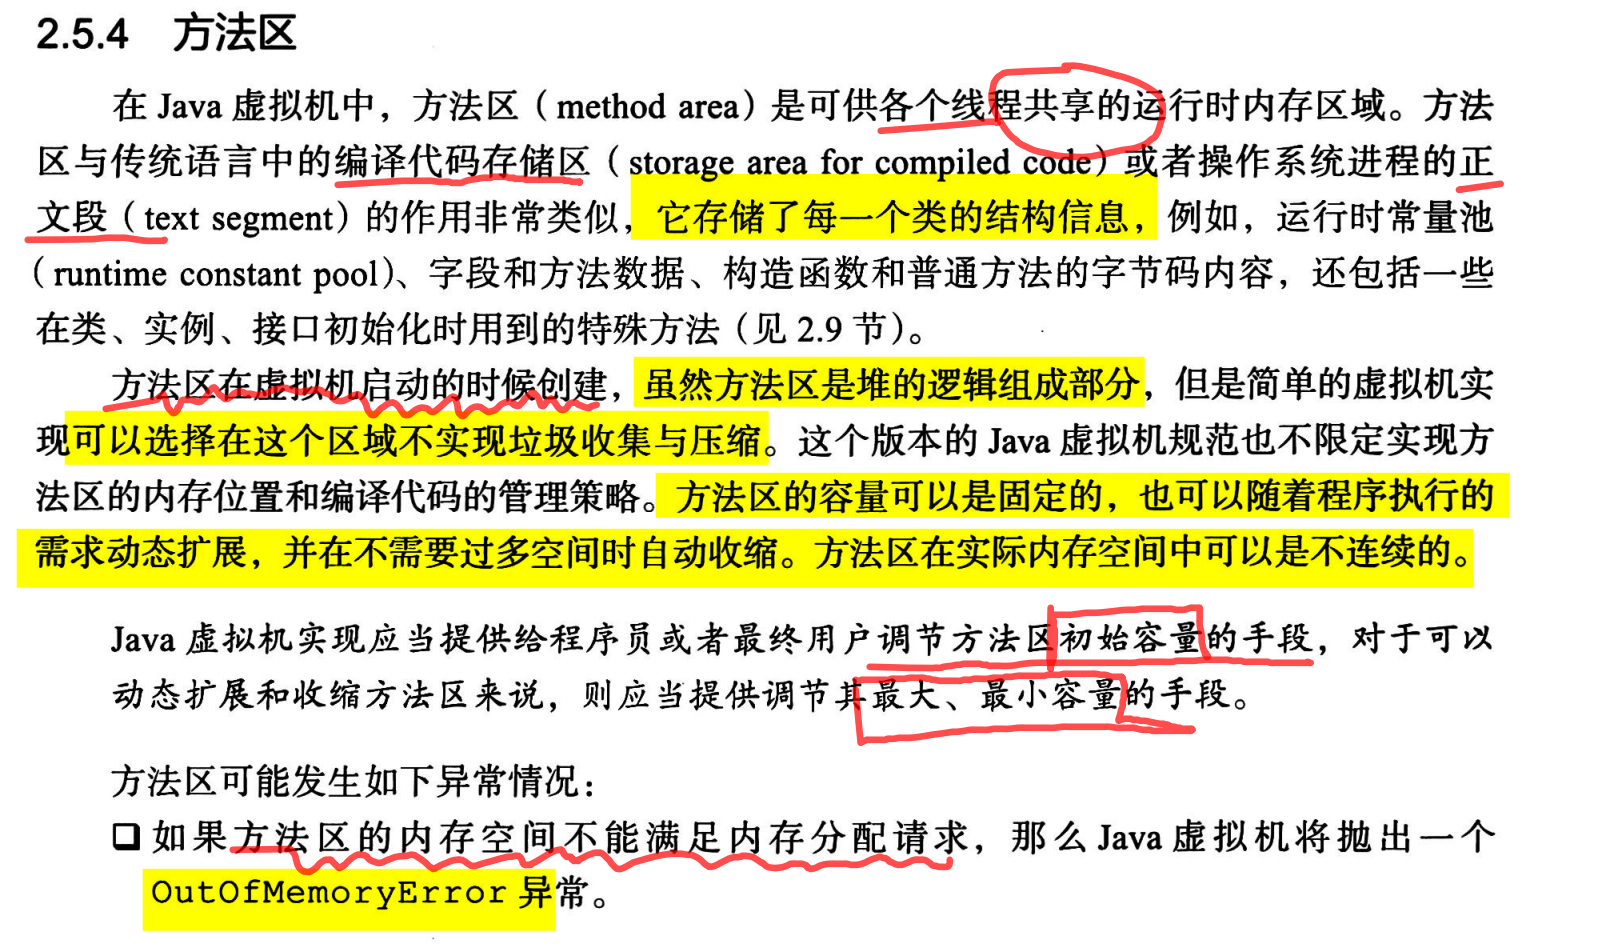 2.5.4 方法区
在 Java 虚拟机中，方法区（method area）是可供各个线程共享的运行时内存区域。方法
区与传统语言中的编译代码存储区（storage area for compiled code）或者操作系统进程的正
文段（text segment）的作用非常类似，它存储了每一个类的结构信息，例如，运行时常量池
（runtime constant pool）、字段和方法数据、构造函数和普通方法的字节码内容，还包括一些
在类、实例、接口初始化时用到的特殊方法（见 2.9 节）。
方法区在虚拟机启动的时候创建，虽然方法区是堆的逻辑组成部分，但是简单的虚拟机实
现可以选择在这个区域不实现垃圾收集与压缩。这个版本的 Java 虚拟机规范也不限定实现方
法区的内存位置和编译代码的管理策略。方法区的容量可以是固定的，也可以随着程序执行的
需求动态扩展，并在不需要过多空间时自动收缩。方法区在实际内存空间中可以是不连续的。
Java 虚拟机实现应当提供给程序员或者最终用户调节方法区初始容量的手段，对于可以
动态扩展和收缩方法区来说，则应当提供调节其最大、最小容量的手段。
方法区可能发生如下异常情况：
❏ 如果方法区的内存空间不能满足内存分配请求，那么 Java 虚拟机将抛出一个
OutOfMemoryError 异常。